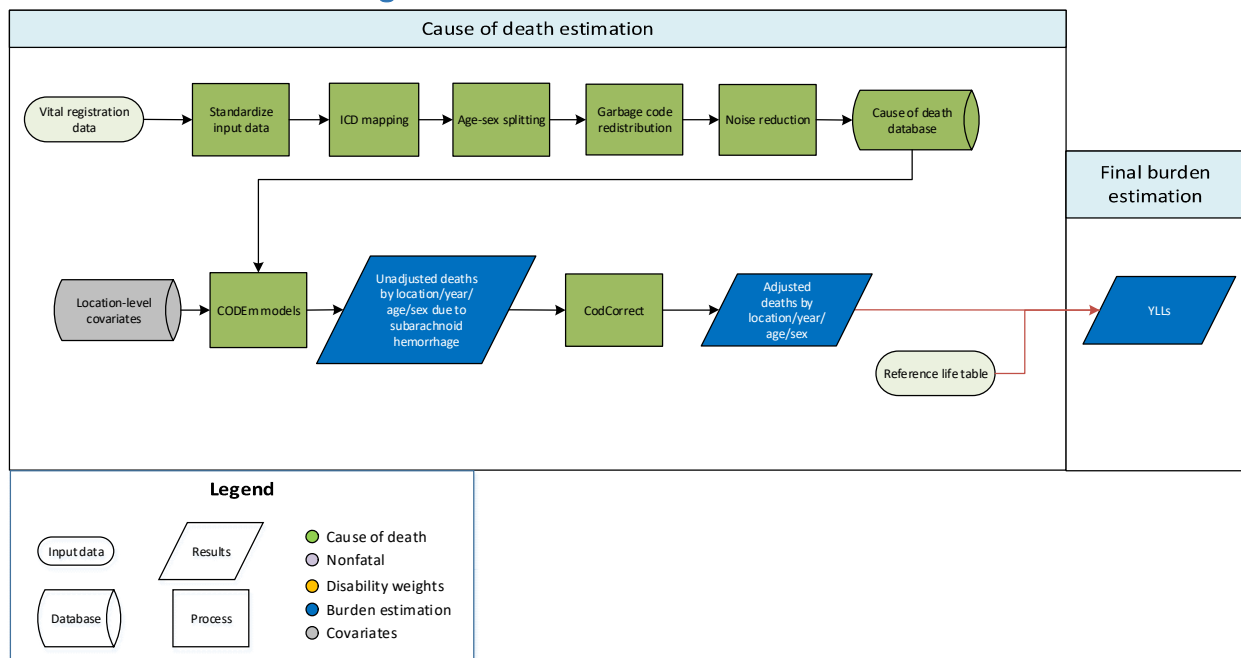 Cause of death estimation
Vital registration
data
Standardize
input data
ICD mapping
Age-sex splitting
Garbage code
redistribution
Noise reduction
Cause of death
database
Final burden
estimation
Location-level
covariates
CODEm models
Unadjusted deaths
by location/year/
age/sex due to
subarachnoid
hemorrhage
CodCorrect
Adjusted
deaths by
location/year/
age/sex
YLLs
Reference life table
Legend
Input data
Results
Database
Process
Cause of death
Nonfatal
Disability weights
Burden estimation
Covariates